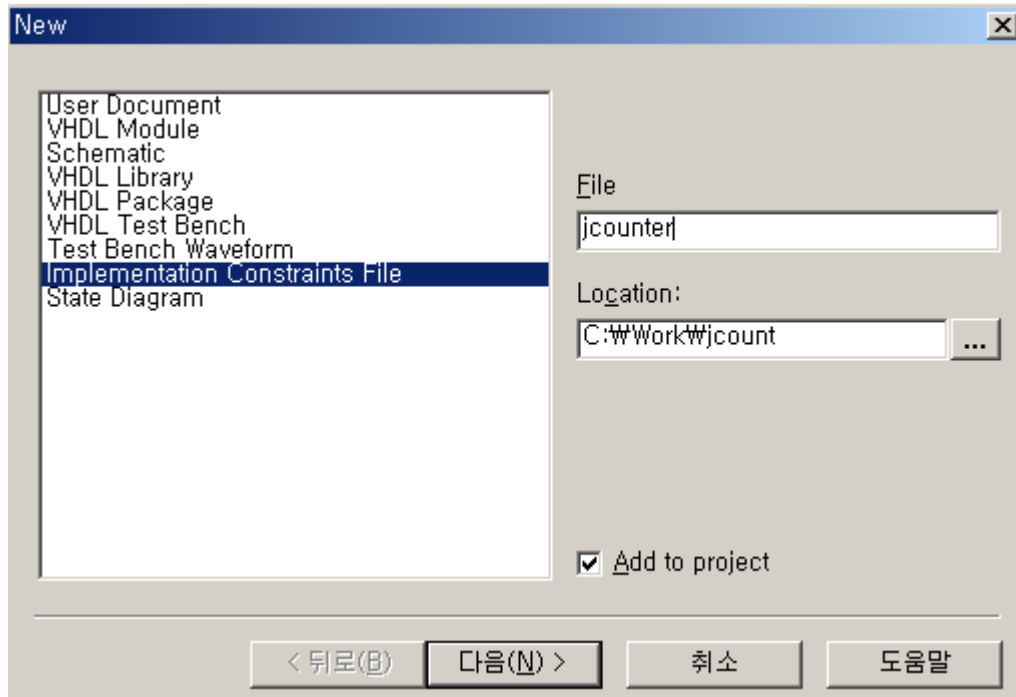 New
User Document
VHDL Module
Schematic
VHDL Library
VHDL Package
VHDL Test Bench
Test Bench Waveform
Implementation Constraints File
State Diagram
File
jcounter
Location:
C:₩Work₩jcount
...
Add to project
< 뒤로(B)
다음(N) >
취소
도움말